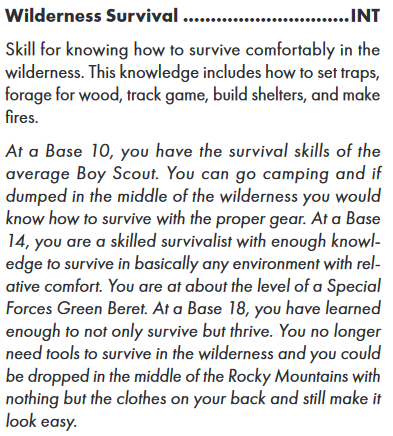 Wilderness Survival ................................INT
Skill for knowing how to survive comfortably in the
wilderness. This knowledge includes how to set traps,
forage for wood, track game, build shelters, and make
fires.
At a Base 10, you have the survival skills of the
average Boy Scout. You can go camping and if
dumped in the middle of the wilderness you would
know how to survive with the proper gear. At a Base
14, you are a skilled survivalist with enough knowl-
edge to survive in basically any environment with rel-
ative comfort. You are at about the level of a Special
Forces Green Beret. At a Base 18, you have learned
enough to not only survive but thrive. You no longer
need tools to survive in the wilderness and you could
be dropped in the middle of the Rocky Mountains with
nothing but the clothes on your back and still make it
look easy.